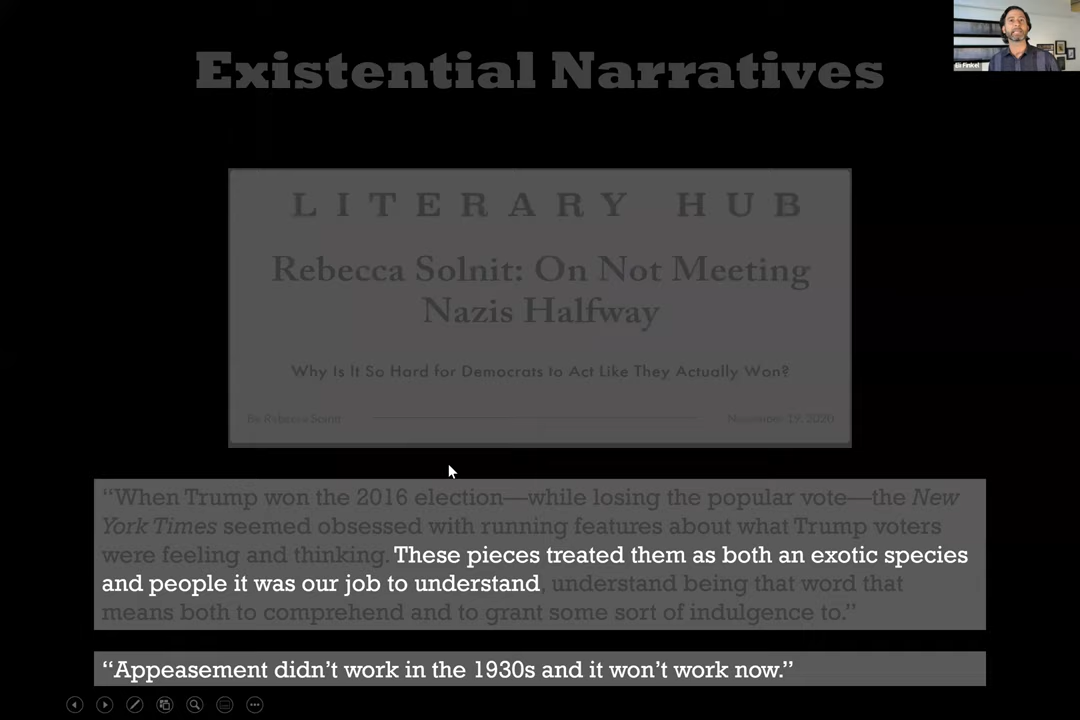 Existential Narratives
Eli Finkel
LITERARY HUB
Rebecca Solnit: On Not Meeting
Nazis Halfway
Why Is It So Hard for Democrats to Act Like They Actually Won?
By Rebecca Solnit
November 19, 2020
“When Trump won the 2016 election—while losing the popular vote—the New
York Times seemed obsessed with running features about what Trump voters
were feeling and thinking. These pieces treated them as both an exotic species
and people it was our job to understand, understand being that word that
means both to comprehend and to grant some sort of indulgence to.”
“Appeasement didn’t work in the 1930s and it won’t work now.”